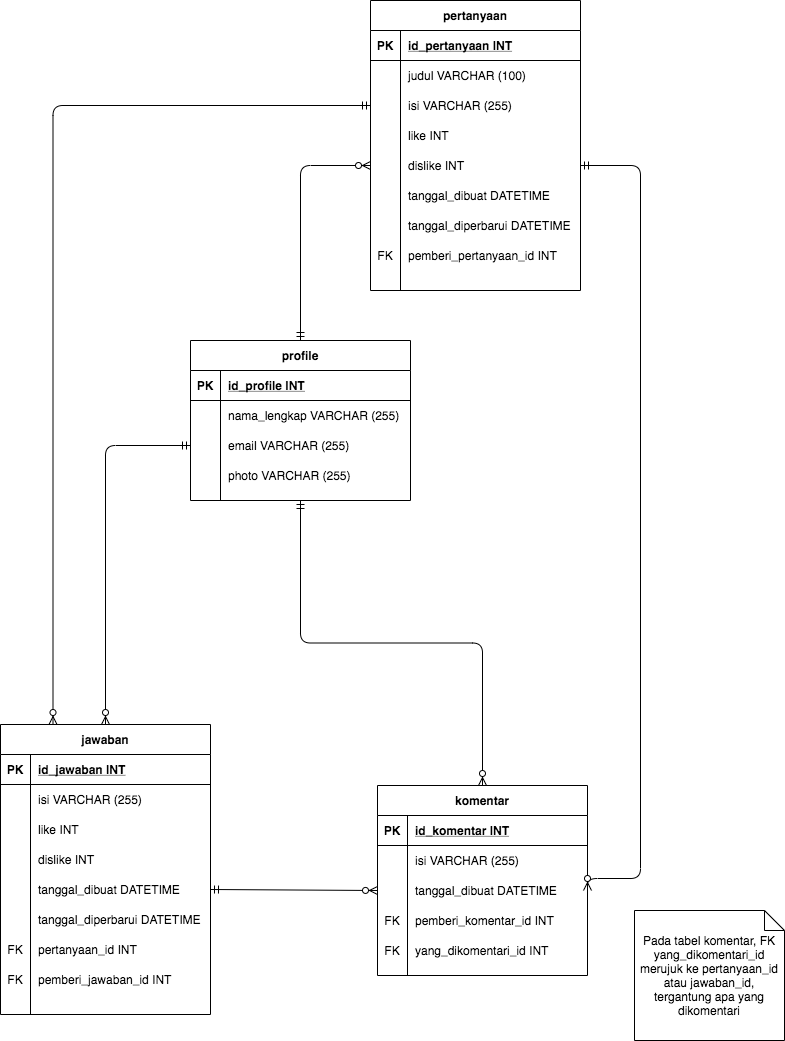 pertanyaan
PK id_pertanyaan INT
judul VARCHAR (100)
isi VARCHAR (255)
like INT
dislike INT
tanggal_dibuat DATETIME
tanggal_diperbarui DATETIME
FK pemberi_pertanyaan_id INT
profile
PK id_profile INT
nama_lengkap VARCHAR (255)
email VARCHAR (255)
photo VARCHAR (255)
jawaban
PK id_jawaban INT
isi VARCHAR (255)
like INT
dislike INT
tanggal_dibuat DATETIME
tanggal_diperbarui DATETIME
FK pertanyaan_id INT
FK pemberi_jawaban_id INT
komentar
PK id_komentar INT
isi VARCHAR (255)
tanggal_dibuat DATETIME
FK pemberi_komentar_id INT
FK yang_dikomentari_id INT
Pada tabel komentar, FK
yang_dikomentari_id
merujuk ke pertanyaan_id
atau jawaban_id,
tergantung apa yang
dikomentari